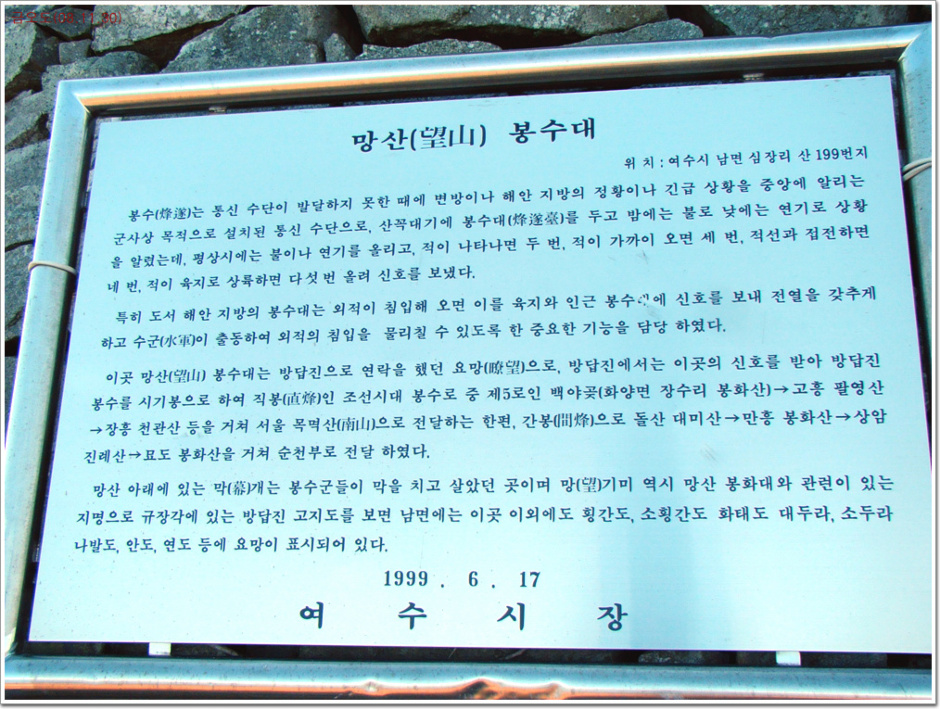 망산(望山) 봉수대
위 치 : 여수시 남면 심장리 산 199번지
봉수(烽遂)는 통신 수단이 발달하지 못한 때에 변방이나 해안 지방의 정황이나 긴급 상황을 중앙에 알리는
군사상 목적으로 설치된 통신 수단으로, 산꼭대기에 봉수대(烽遂臺)를 두고 밤에는 불로 낮에는 연기로 상황
을 알렸는데, 평상시에는 불이나 연기를 올리고, 적이 나타나면 두 번, 적이 가까이 오면 세 번, 적선과 접전하면
네 번, 적이 육지로 상륙하면 다섯 번 올려 신호를 보냈다.
특히 도서 해안 지방의 봉수대는 외적이 침입해 오면 이를 육지와 인근 봉수에 신호를 보내 전열을 갖추게
하고 수군(水軍)이 출동하여 외적의 침입을 물리칠 수 있도록 한 중요한 기능을 담당 하였다.
이곳 망산(望山) 봉수대는 방답진으로 연락을 했던 요망(瞭望)으로, 방답진에서는 이곳의 신호를 받아 방답진
봉수를 시기봉으로 하여 직봉(直烽)인 조선시대 봉수로 중 제5로인 백야곶(화양면 장수리 봉화산)→고흥 팔영산
→장흥 천관산 등을 거쳐 서울 목멱산(南山)으로 전달하는 한편, 간봉(間烽)으로 돌산 대미산→만흥 봉화산→상암
진례산→묘도 봉화산을 거쳐 순천부로 전달 하였다.
망산 아래에 있는 막(幕)개는 봉수군들이 막을 치고 살았던 곳이며 망(望)기미 역시 망산 봉화대와 관련이 있는
지명으로 규장각에 있는 방답진 고지도를 보면 남면에는 이곳 이외에도 횡간도, 소횡간도 화태도 대두라, 소두라
나발도, 안도, 연도 등에 요망이 표시되어 있다.
1999 . 6 . 17
여 수 시 장